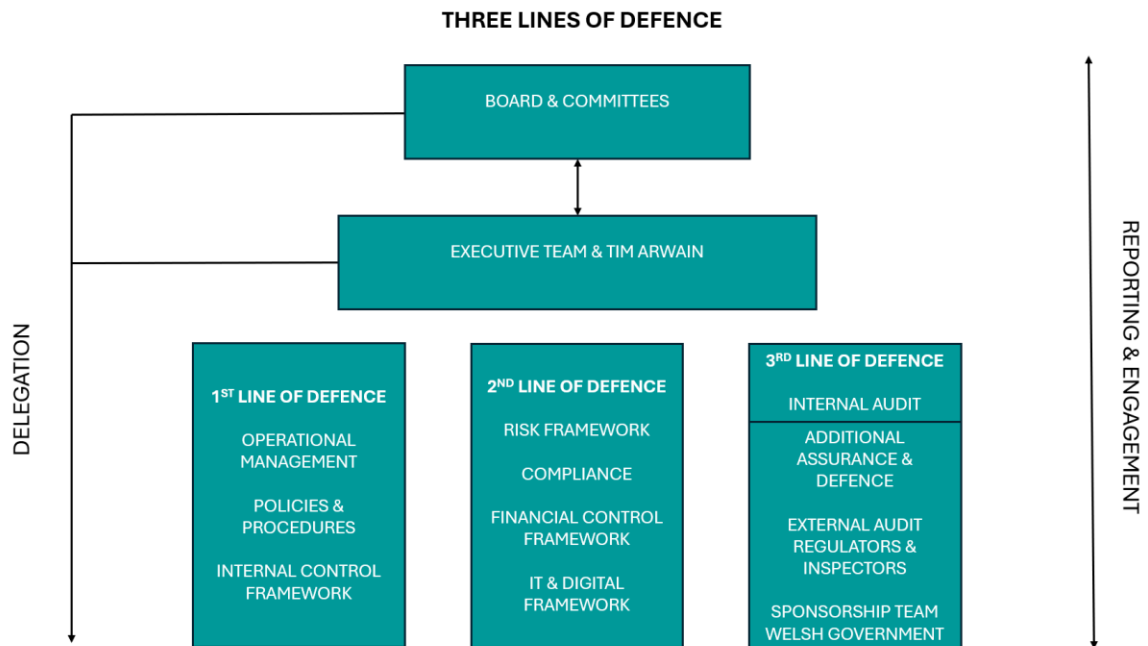 THREE LINES OF DEFENCE
BOARD & COMMITTEES
EXECUTIVE TEAM & TIM ARWAIN
DELEGATION
REPORTING & ENGAGEMENT
1ST LINE OF DEFENCE
OPERATIONAL
MANAGEMENT
POLICIES &
PROCEDURES
INTERNAL CONTROL
FRAMEWORK
2ND LINE OF DEFENCE
RISK FRAMEWORK
COMPLIANCE
FINANCIAL CONTROL
FRAMEWORK
IT & DIGITAL
FRAMEWORK
3RD LINE OF DEFENCE
INTERNAL AUDIT
ADDITIONAL
ASSURANCE &
DEFENCE
EXTERNAL AUDIT
REGULATORS &
INSPECTORS
SPONSORSHIP TEAM
WELSH GOVERNMENT